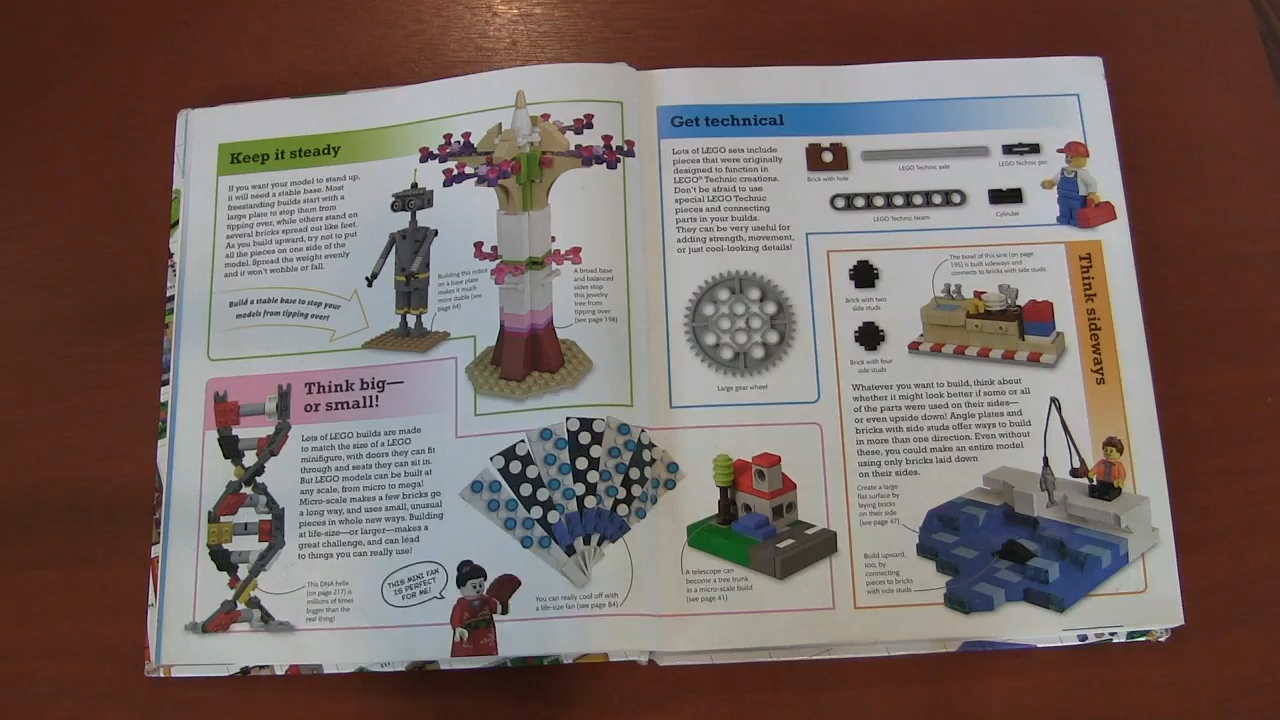 Keep it steady
If you want your model to stand up,
it will need a stable base. Most
freestanding builds start with a
large plate to stop them from
tipping over, while others stand on
several bricks spread out like feet.
As you build upward, try not to put
all the pieces on one side of the
model. Spread the weight evenly
and it won't wobble or fall.
Build a stable base to stop your
models from tipping over!
Building this robot
on a base plate
makes it much
more stable (see
page 64)
A broad base
and balanced
sides stop
this jewelry
tree from
tipping over
(see page 198)
Think big—
or small!
Lots of LEGO builds are made
to match the size of a LEGO
minifigure, with doors they can fit
through and seats they can sit in.
But LEGO models can be built at
any scale, from micro to mega!
Micro-scale makes a few bricks go
a long way, and uses small, unusual
pieces in whole new ways. Building
at life-size—or larger—makes a
great challenge, and can lead
to things you can really use!
This DNA helix
(on page 217) is
millions of times
bigger than the
real thing!
THIS MINI FAN
IS PERFECT
FOR ME!
You can really cool off with
a life-size fan (see page 84)
A telescope can
become a tree trunk
in a micro-scale build
(see page 41)
Get technical
Lots of LEGO sets include
pieces that were originally
designed to function in
LEGO® Technic creations.
Don't be afraid to use
special LEGO Technic
pieces and connecting
parts in your builds.
They can be very useful for
adding strength, movement,
or just cool-looking details!
Brick with hole
LEGO Technic axle
LEGO Technic pin
LEGO Technic beam
Cylinder
Large gear wheel
Think sideways
The bowl of this sink (on page
195) is built sideways and
connects to bricks with side studs
Brick with two
side studs
Brick with four
side studs
Whatever you want to build, think about
whether it might look better if some or all
of the parts were used on their sides—
or even upside down! Angle plates and
bricks with side studs offer ways to build
in more than one direction. Even without
these, you could make an entire model
using only bricks laid down
on their sides.
Create a large
flat surface by
laying bricks
on their side
(see page 47)
Build upward,
too, by
connecting
pieces to bricks
with side studs